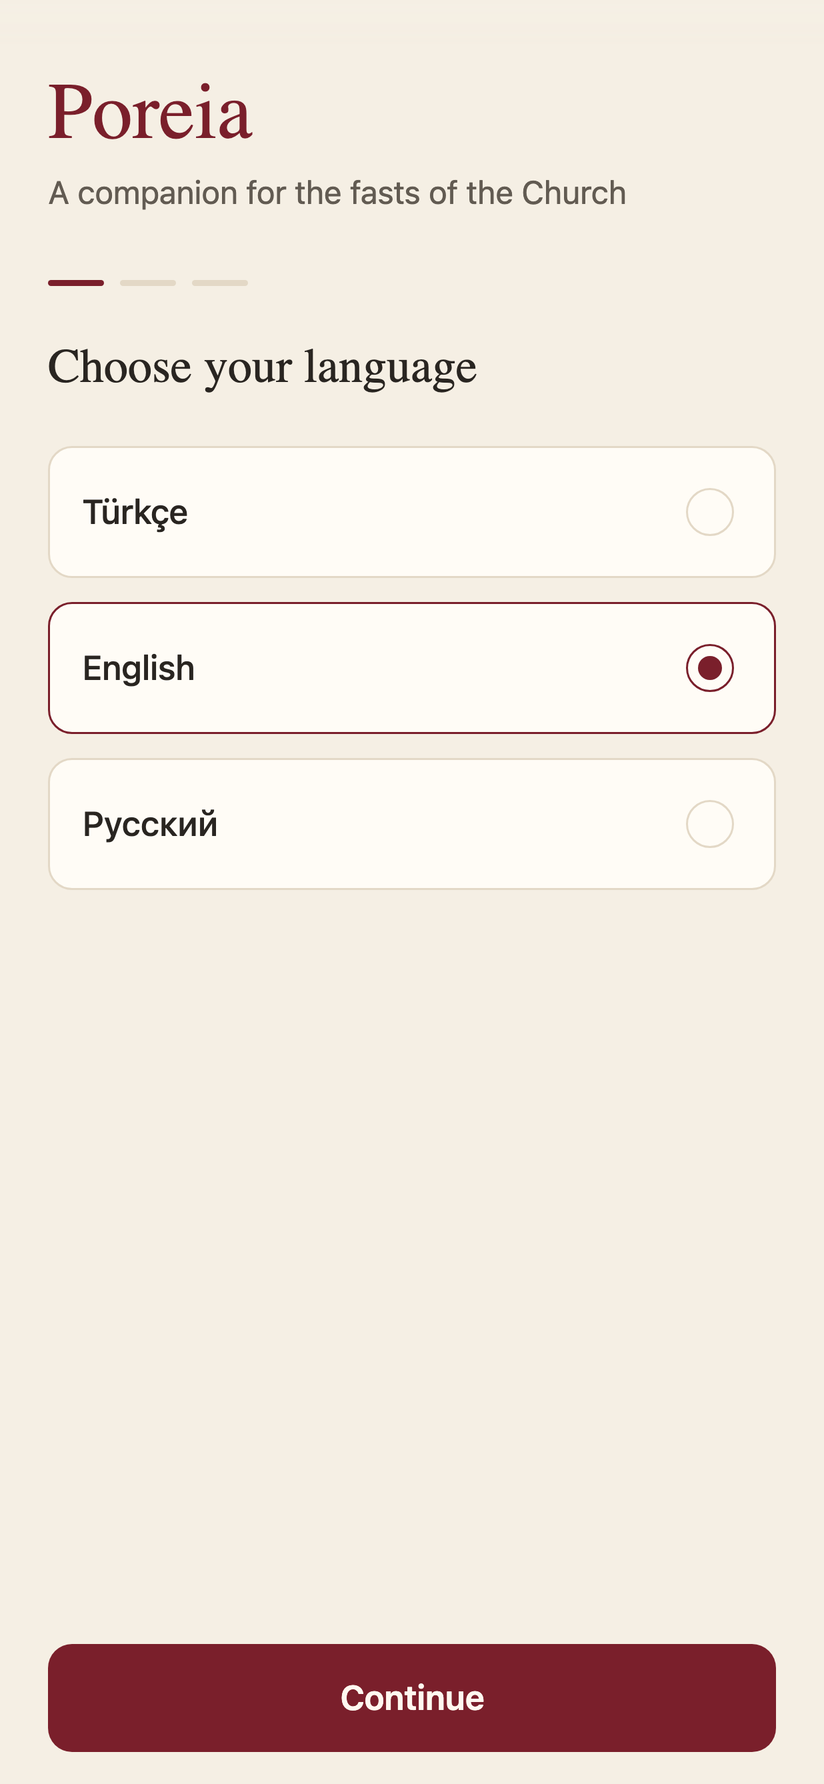 Poreia
A companion for the fasts of the Church
Choose your language
Türkçe
English
Русский
Continue